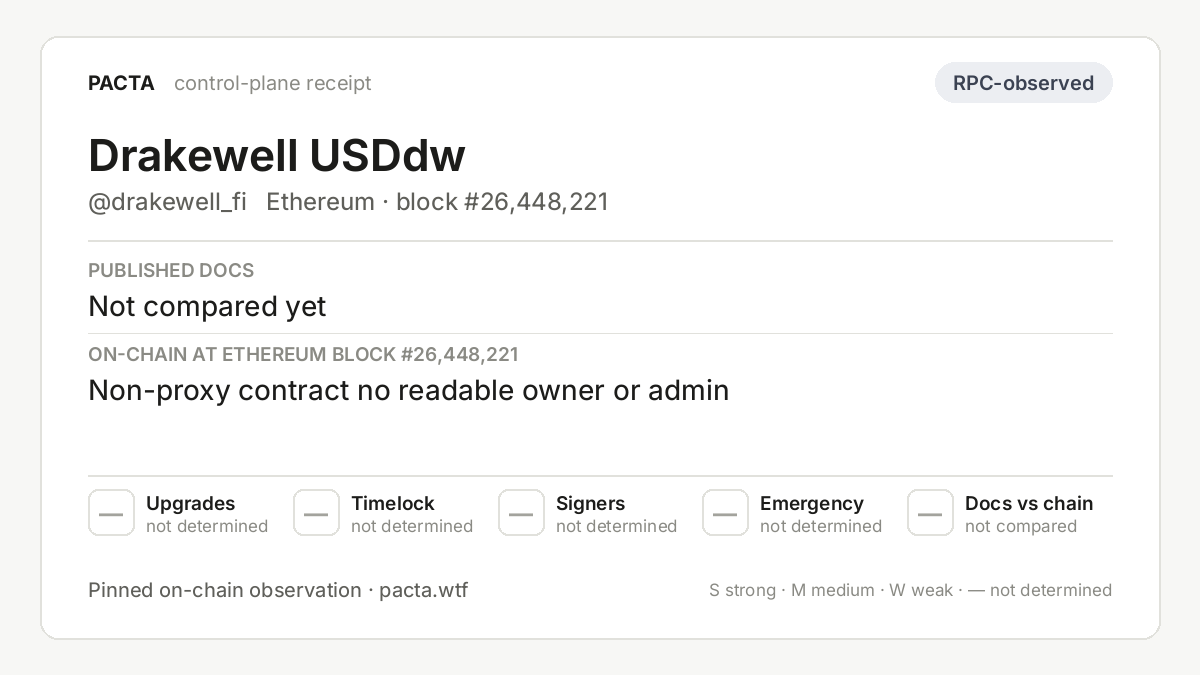 PACTA control-plane receipt RPC-observed
Drakewell USDdw
@drakewell_fi Ethereum · block #26,448,221
PUBLISHED DOCS
Not compared yet
ON-CHAIN AT ETHEREUM BLOCK #26,448,221
Non-proxy contract no readable owner or admin
— Upgrades
not determined
— Timelock
not determined
— Signers
not determined
— Emergency
not determined
— Docs vs chain
not compared
Pinned on-chain observation · pacta.wtf
S strong · M medium · W weak · — not determined